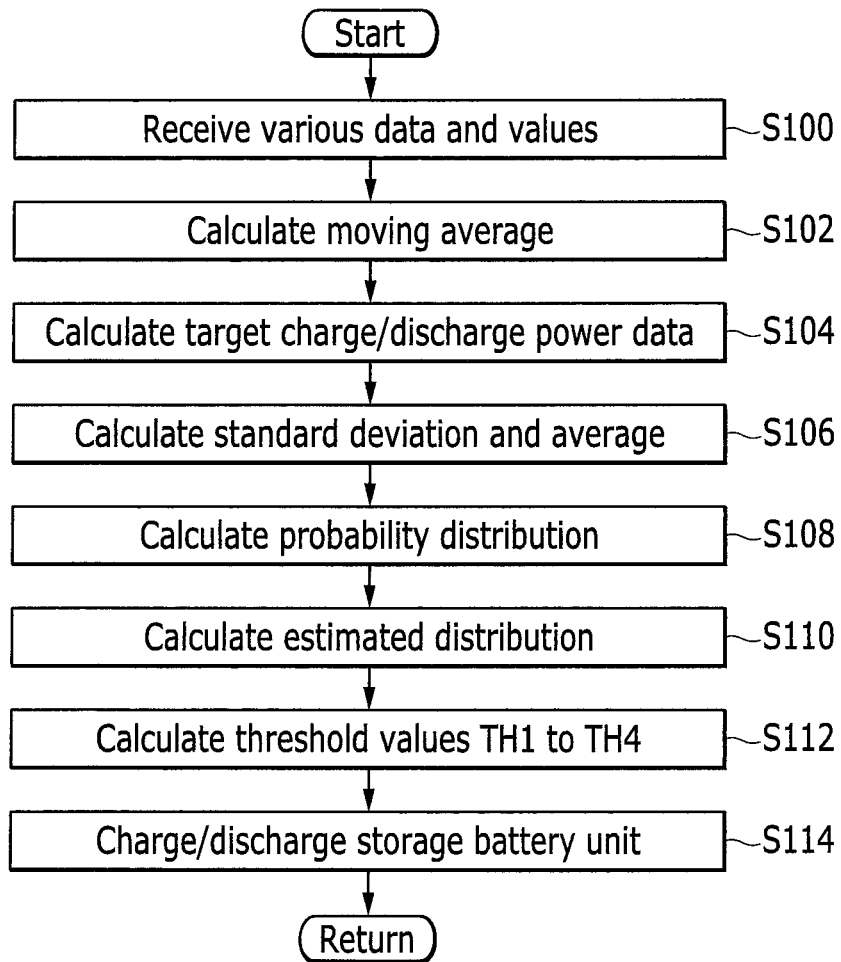 Start
Receive various data and values ~S100
Calculate moving average ~S102
Calculate target charge/discharge power data ~S104
Calculate standard deviation and average ~S106
Calculate probability distribution ~S108
Calculate estimated distribution ~S110
Calculate threshold values TH1 to TH4 ~S112
Charge/discharge storage battery unit ~S114
Return